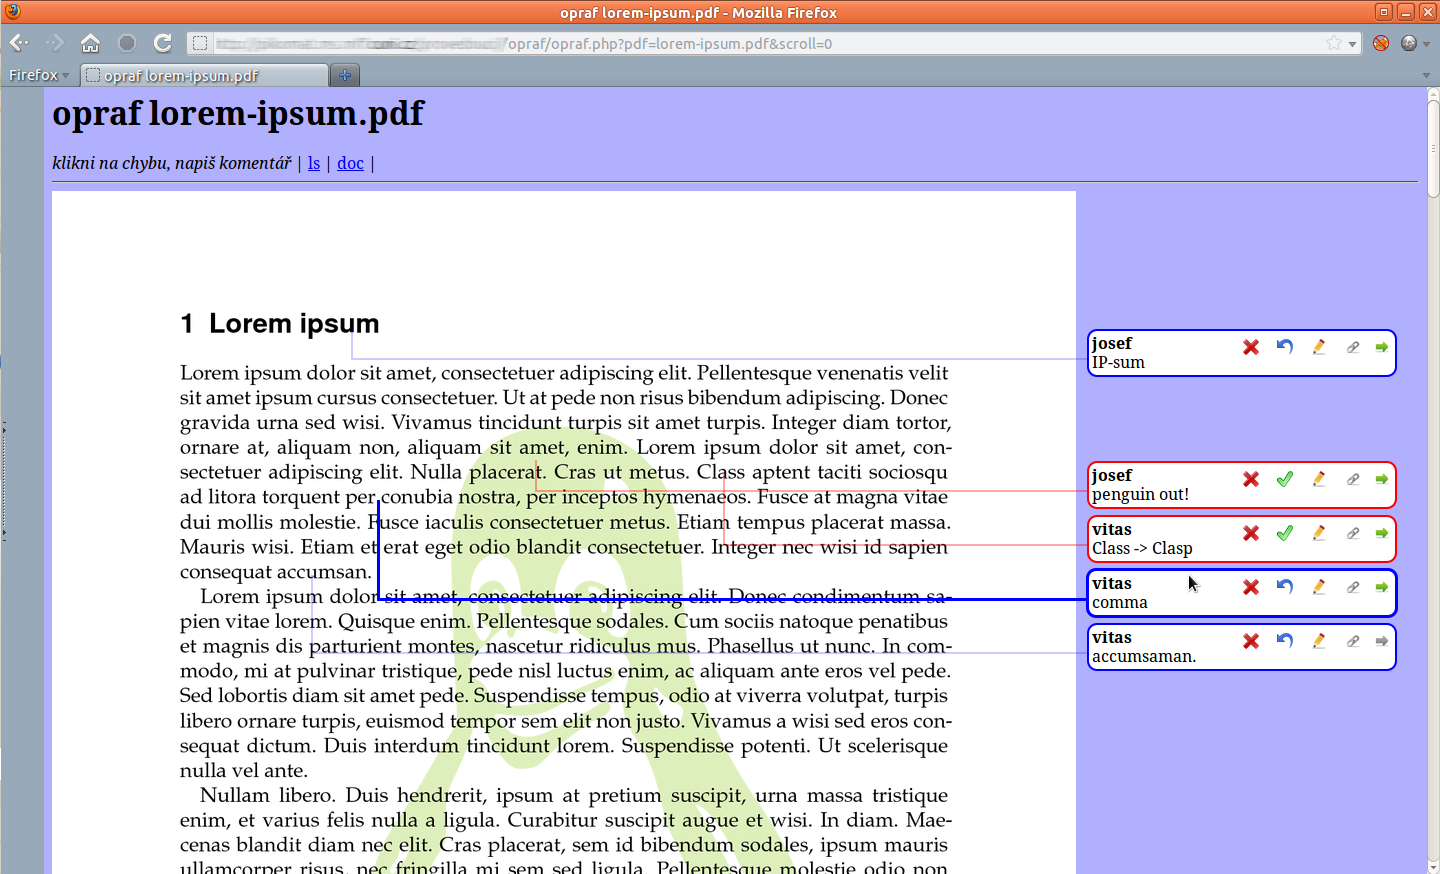 opraf lorem-ipsum.pdf - Mozilla Firefox
/opraf/opraf.php?pdf=lorem-ipsum.pdf&scroll=0
Firefox
opraf lorem-ipsum.pdf
opraf lorem-ipsum.pdf
klikni na chybu, napiš komentář | ls | doc |
1 Lorem ipsum
Lorem ipsum dolor sit amet, consectetuer adipiscing elit. Pellentesque venenatis velit
sit amet ipsum cursus consectetuer. Ut at pede non risus bibendum adipiscing. Donec
gravida urna sed wisi. Vivamus tincidunt turpis sit amet turpis. Integer diam tortor,
ornare at, aliquam non, aliquam sit amet, enim. Lorem ipsum dolor sit amet, con-
sectetuer adipiscing elit. Nulla placerat. Cras ut metus. Class aptent taciti sociosqu
ad litora torquent per conubia nostra, per inceptos hymenaeos. Fusce at magna vitae
dui mollis molestie. Fusce iaculis consectetuer metus. Etiam tempus placerat massa.
Mauris wisi. Etiam et erat eget odio blandit consectetuer. Integer nec wisi id sapien
consequat accumsan.
Lorem ipsum dolor sit amet, consectetuer adipiscing elit. Donec condimentum sa-
pien vitae lorem. Quisque enim. Pellentesque sodales. Cum sociis natoque penatibus
et magnis dis parturient montes, nascetur ridiculus mus. Phasellus ut nunc. In com-
modo, mi at pulvinar tristique, pede nisl luctus enim, ac aliquam ante eros vel pede.
Sed lobortis diam sit amet pede. Suspendisse tempus, odio at viverra volutpat, turpis
libero ornare turpis, euismod tempor sem elit non justo. Vivamus a wisi sed eros con-
sequat dictum. Duis interdum tincidunt lorem. Suspendisse potenti. Ut scelerisque
nulla vel ante.
Nullam libero. Duis hendrerit, ipsum at pretium suscipit, urna massa tristique
enim, et varius felis nulla a ligula. Curabitur suscipit augue et wisi. In diam. Mae-
cenas blandit diam nec elit. Cras placerat, sem id bibendum sodales, ipsum mauris
ullamcorper risus, nec fringilla mi sem sed ligula. Pellentesque molestie odio non
josef
IP-sum
josef
penguin out!
vitas
Class -> Clasp
vitas
comma
vitas
accumsaman.